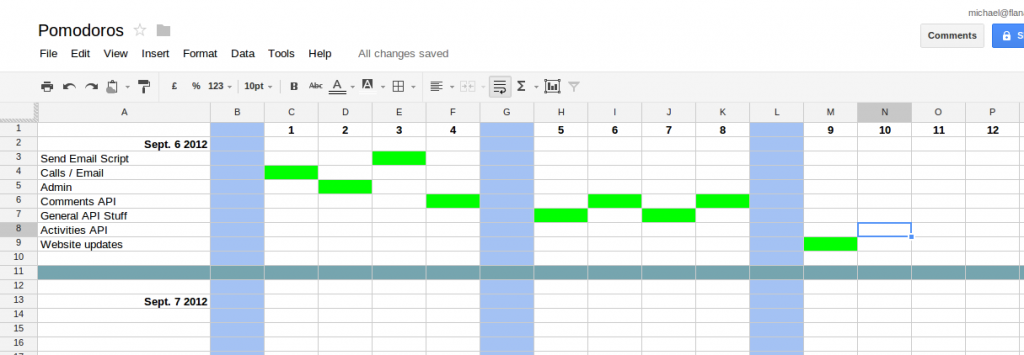 michael@flan
Pomodoros
Comments
S
File Edit View Insert Format Data Tools Help All changes saved
£ % 123 10pt B Abc A A Σ
A B C D E F G H I J K L M N O P
1 1 2 3 4 5 6 7 8 9 10 11 12
2 Sept. 6 2012
3 Send Email Script
4 Calls / Email
5 Admin
6 Comments API
7 General API Stuff
8 Activities API
9 Website updates
10
11
12
13 Sept. 7 2012
14
15
16
17